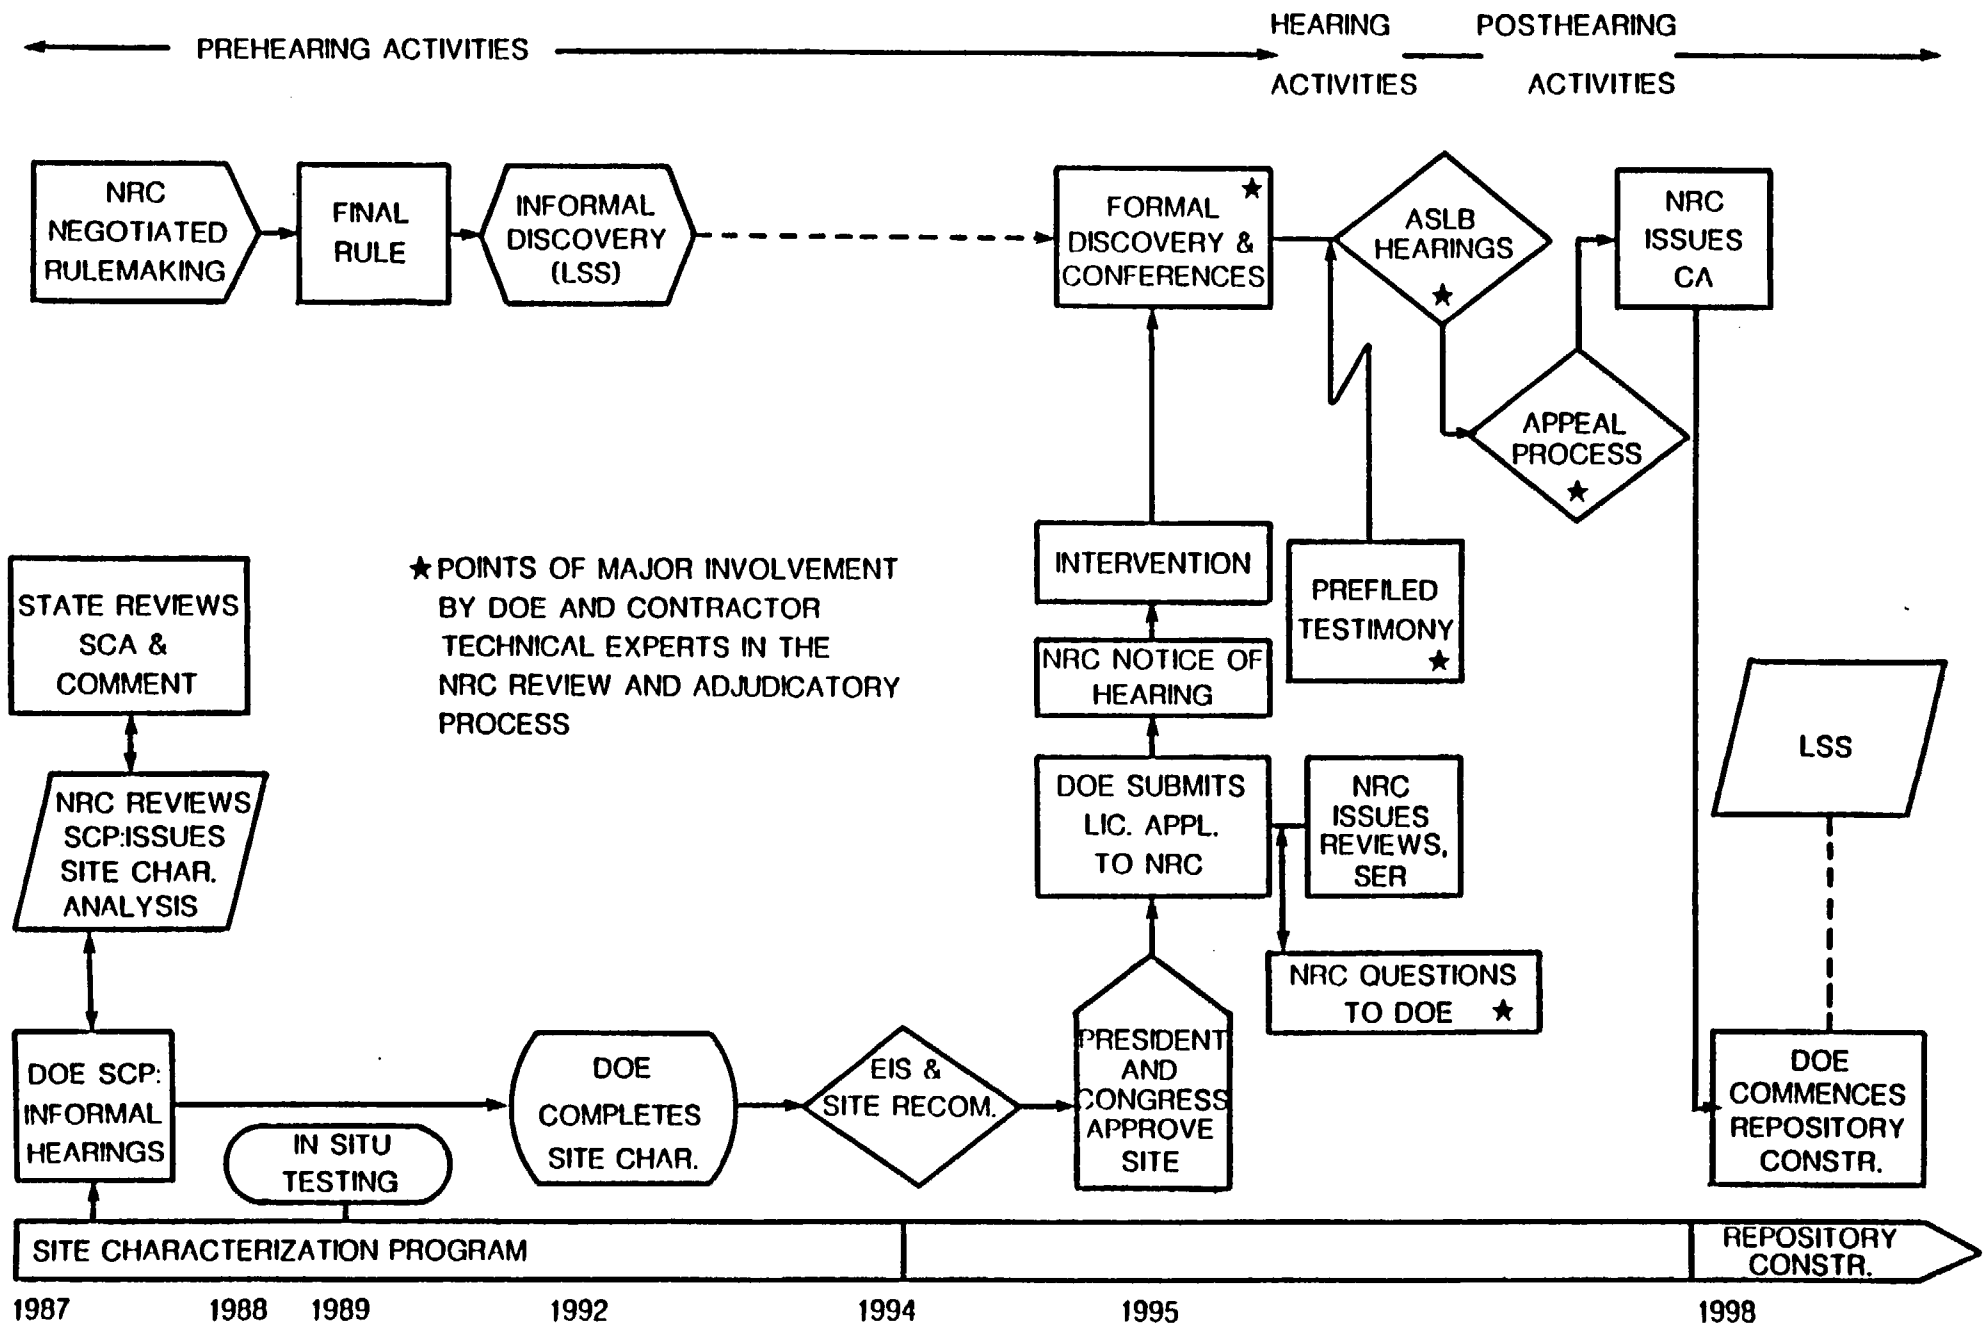 PREHEARING ACTIVITIES
HEARING
ACTIVITIES
POSTHEARING
ACTIVITIES
NRC
NEGOTIATED
RULEMAKING
FINAL
RULE
INFORMAL
DISCOVERY
(LSS)
FORMAL ★
DISCOVERY &
CONFERENCES
ASLB
HEARINGS
★
NRC
ISSUES
CA
APPEAL
PROCESS
★
★ POINTS OF MAJOR INVOLVEMENT
BY DOE AND CONTRACTOR
TECHNICAL EXPERTS IN THE
NRC REVIEW AND ADJUDICATORY
PROCESS
INTERVENTION
PREFILED
TESTIMONY
★
STATE REVIEWS
SCA &
COMMENT
NRC NOTICE OF
HEARING
LSS
NRC REVIEWS
SCP:ISSUES
SITE CHAR.
ANALYSIS
DOE SUBMITS
LIC. APPL.
TO NRC
NRC
ISSUES
REVIEWS,
SER
NRC QUESTIONS
TO DOE ★
DOE SCP:
INFORMAL
HEARINGS
IN SITU
TESTING
DOE
COMPLETES
SITE CHAR.
EIS &
SITE RECOM.
PRESIDENT
AND
CONGRESS
APPROVE
SITE
DOE
COMMENCES
REPOSITORY
CONSTR.
SITE CHARACTERIZATION PROGRAM
REPOSITORY
CONSTR.
1987 1988 1989 1992 1994 1995 1998